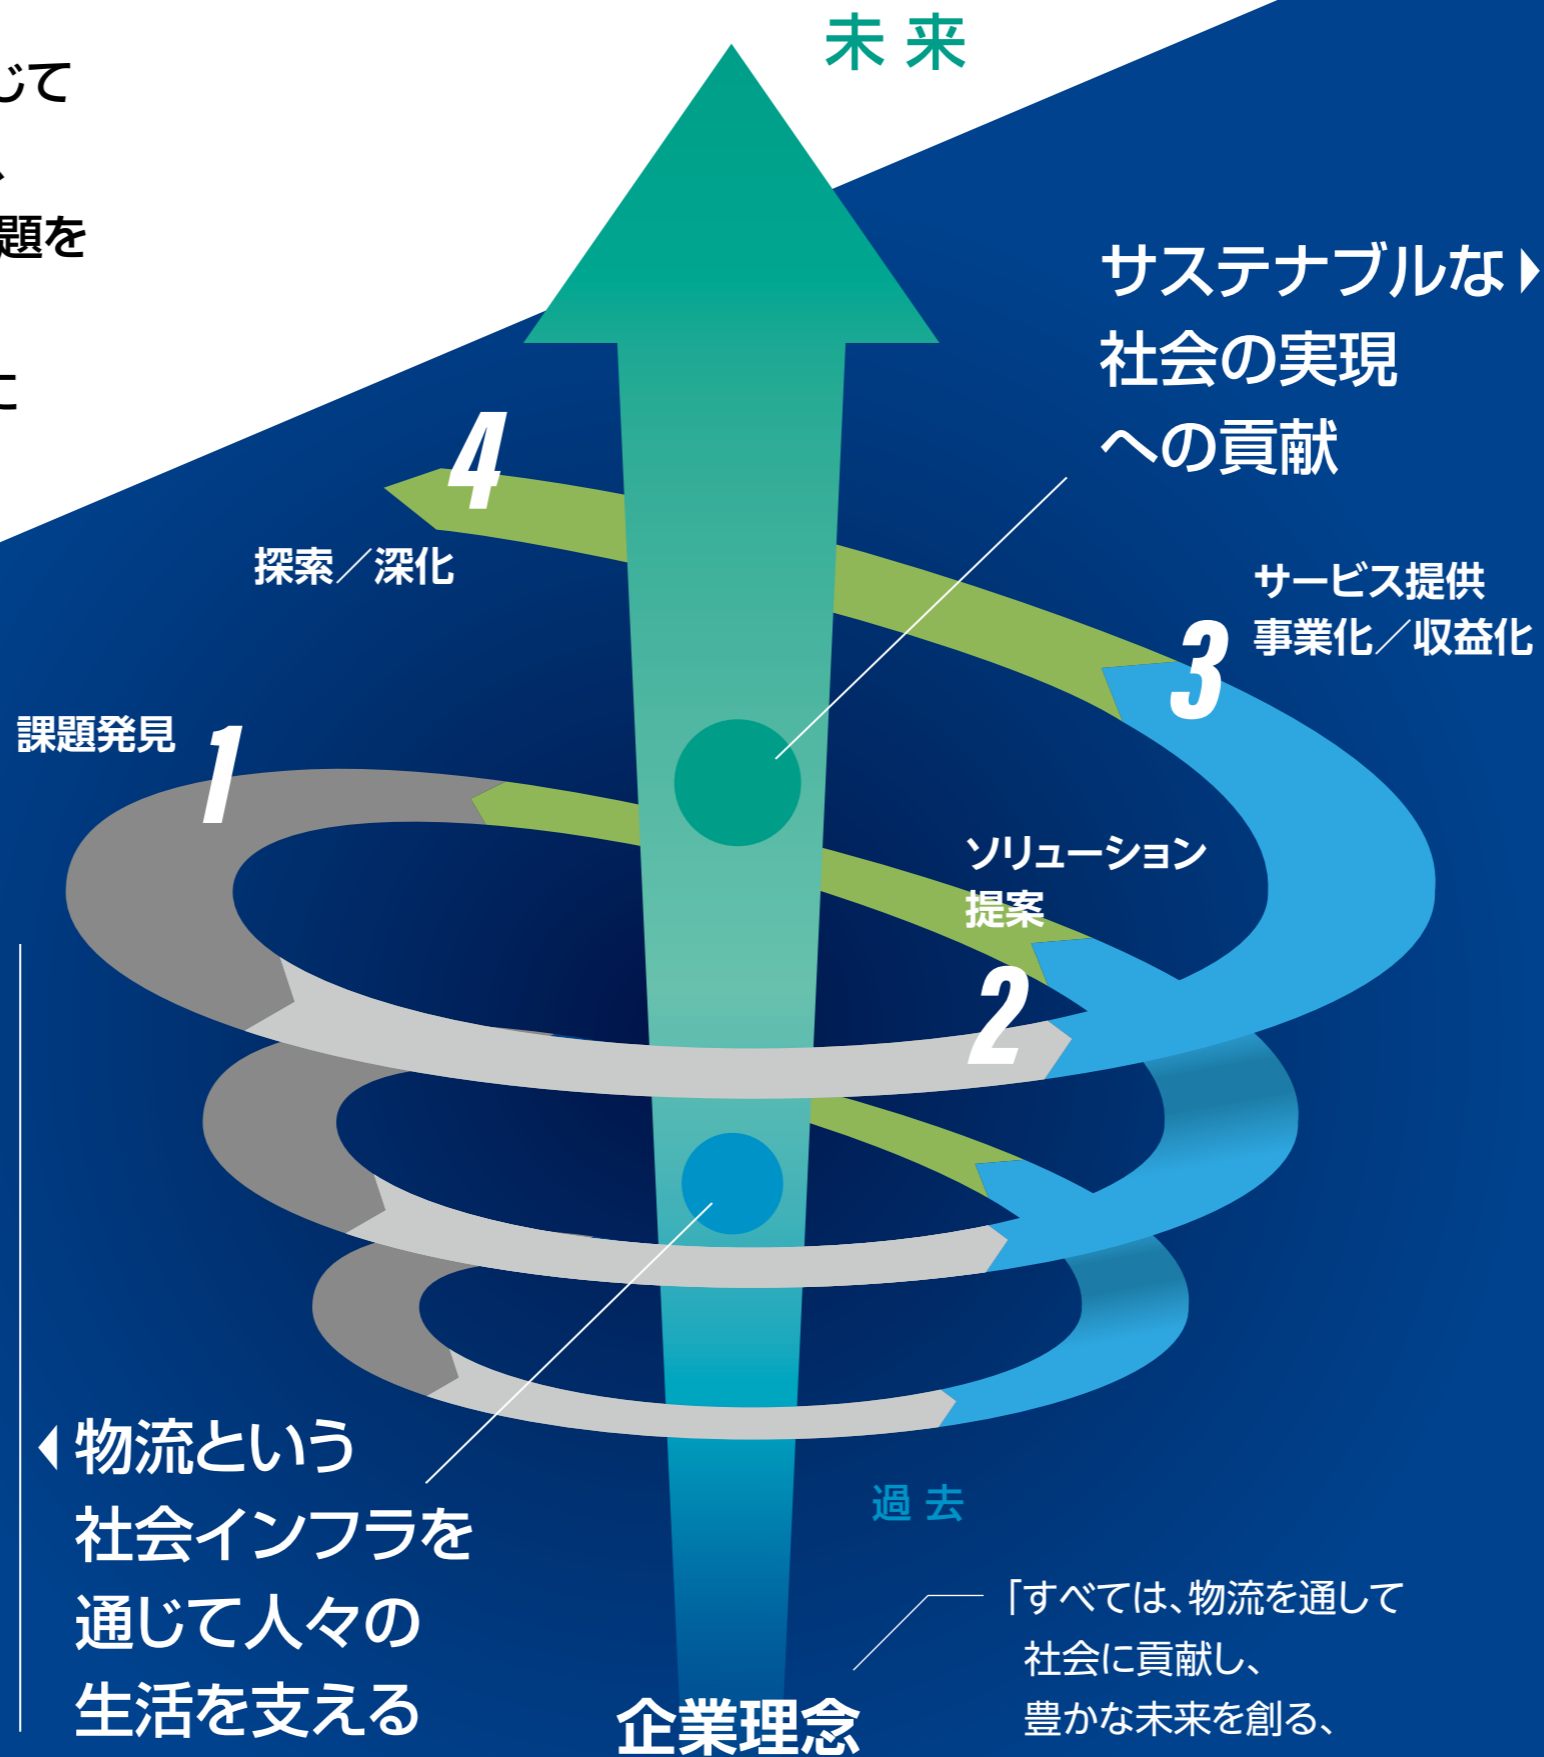 未来
じて
題を
に
サステナブルな
社会の実現
への貢献
4
探索／深化
サービス提供
事業化／収益化
3
課題発見
1
ソリューション
提案
2
物流という
社会インフラを
通じて人々の
生活を支える
過去
「すべては、物流を通して
社会に貢献し、
豊かな未来を創る、
企業理念